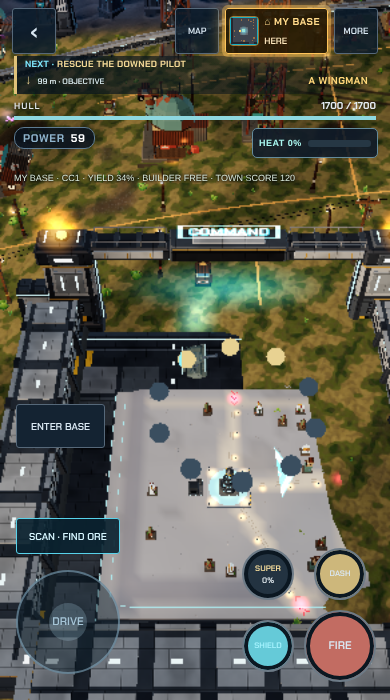 ‹
MAP
⌂ MY BASE
HERE
MORE
NEXT · RESCUE THE DOWNED PILOT
↓ 99 m · OBJECTIVE
A WINGMAN
HULL
1700 / 1700
POWER 59
HEAT 0%
MY BASE · CC1 · YIELD 34% · BUILDER FREE · TOWN SCORE 120
COMMAND
ENTER BASE
SCAN · FIND ORE
SUPER
0%
DASH
DRIVE
SHIELD
FIRE